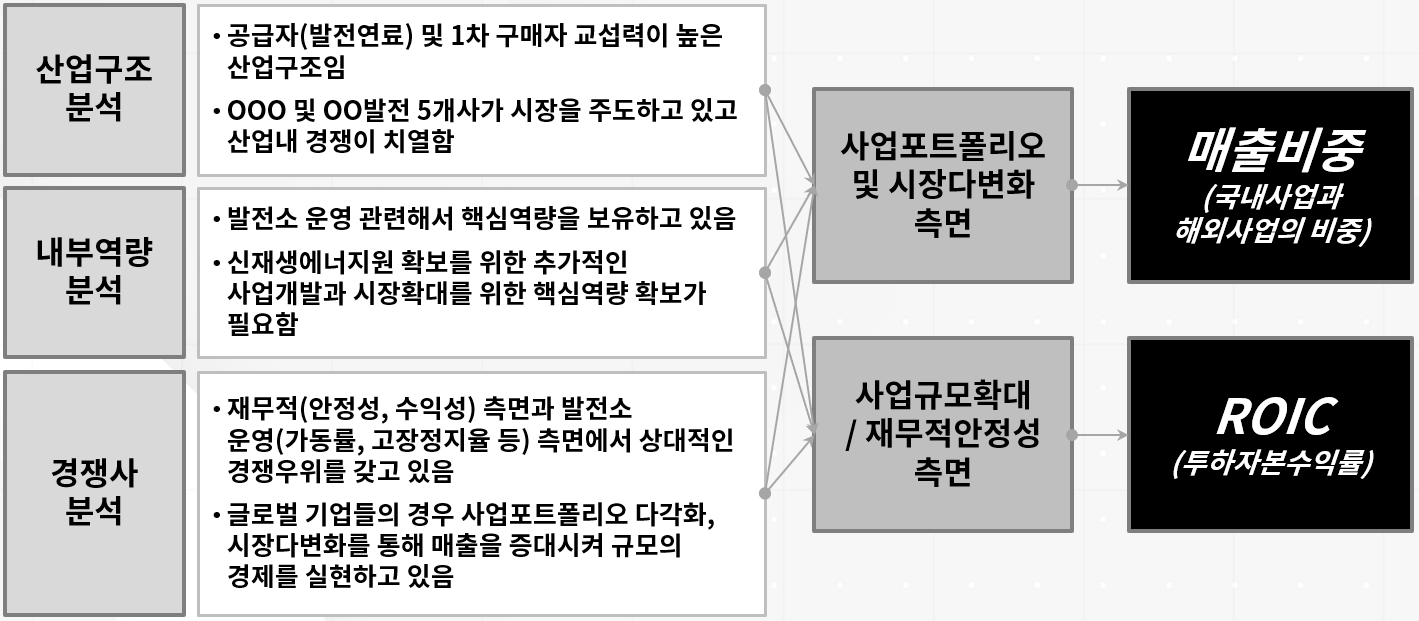 산업구조
분석
• 공급자(발전연료) 및 1차 구매자 교섭력이 높은
산업구조임
• OOO 및 OO발전 5개사가 시장을 주도하고 있고
산업내 경쟁이 치열함
내부역량
분석
• 발전소 운영 관련해서 핵심역량을 보유하고 있음
• 신재생에너지원 확보를 위한 추가적인
사업개발과 시장확대를 위한 핵심역량 확보가
필요함
경쟁사
분석
• 재무적(안정성, 수익성) 측면과 발전소
운영(가동률, 고장정지율 등) 측면에서 상대적인
경쟁우위를 갖고 있음
• 글로벌 기업들의 경우 사업포트폴리오 다각화,
시장다변화를 통해 매출을 증대시켜 규모의
경제를 실현하고 있음
사업포트폴리오
및 시장다변화
측면
매출비중
(국내사업과
해외사업의 비중)
사업규모확대
/ 재무적안정성
측면
ROIC
(투하자본수익률)